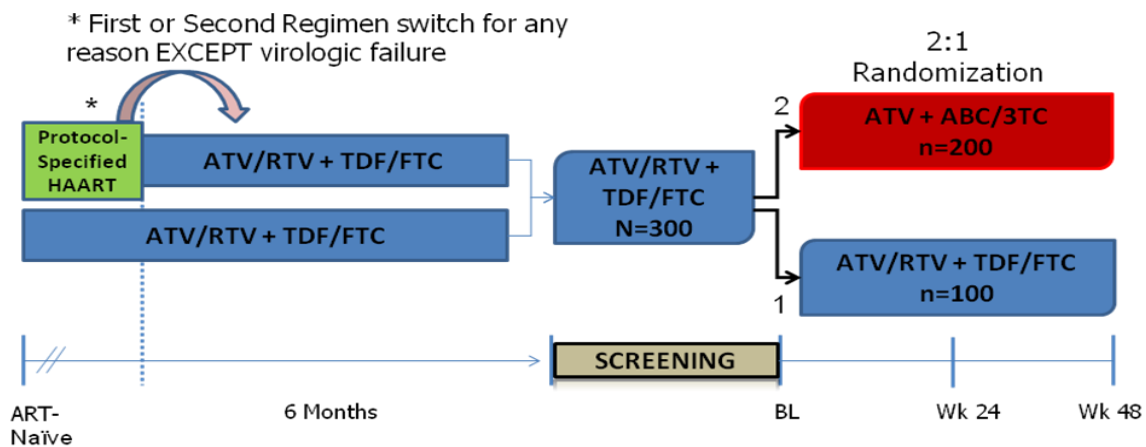 * First or Second Regimen switch for any
reason EXCEPT virologic failure
2:1
Randomization
*
Protocol-
Specified
HAART
ATV/RTV + TDF/FTC
ATV/RTV + TDF/FTC
ATV/RTV +
TDF/FTC
N=300
2
ATV + ABC/3TC
n=200
1
ATV/RTV + TDF/FTC
n=100
SCREENING
ART-
Naïve
6 Months
BL
Wk 24
Wk 48